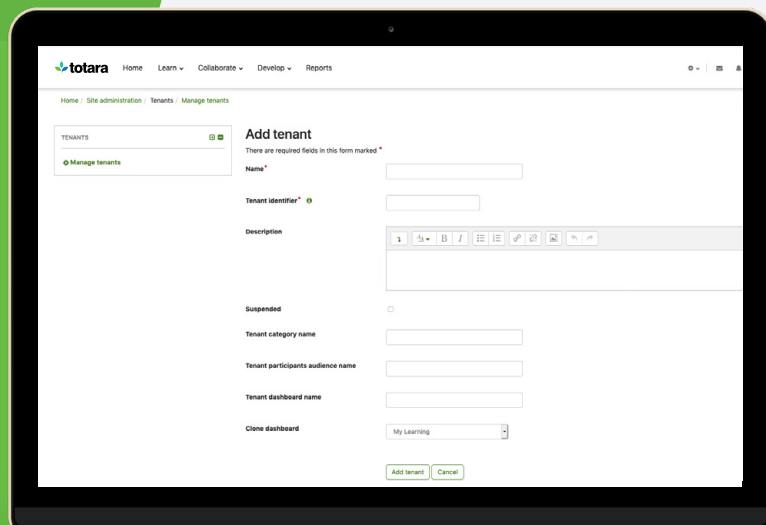 totara Home Learn Collaborate Develop Reports
Home / Site administration / Tenants / Manage tenants
TENANTS
Manage tenants
Add tenant
There are required fields in this form marked *
Name*
Tenant identifier*
Description
B I
Suspended
Tenant category name
Tenant participants audience name
Tenant dashboard name
Clone dashboard
My Learning
Add tenant Cancel